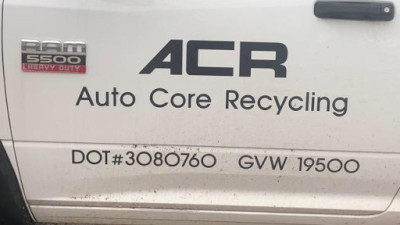 RAM
5500
HEAVY DUTY
ACR
Auto Core Recycling
DOT#3080760 GVW 19500